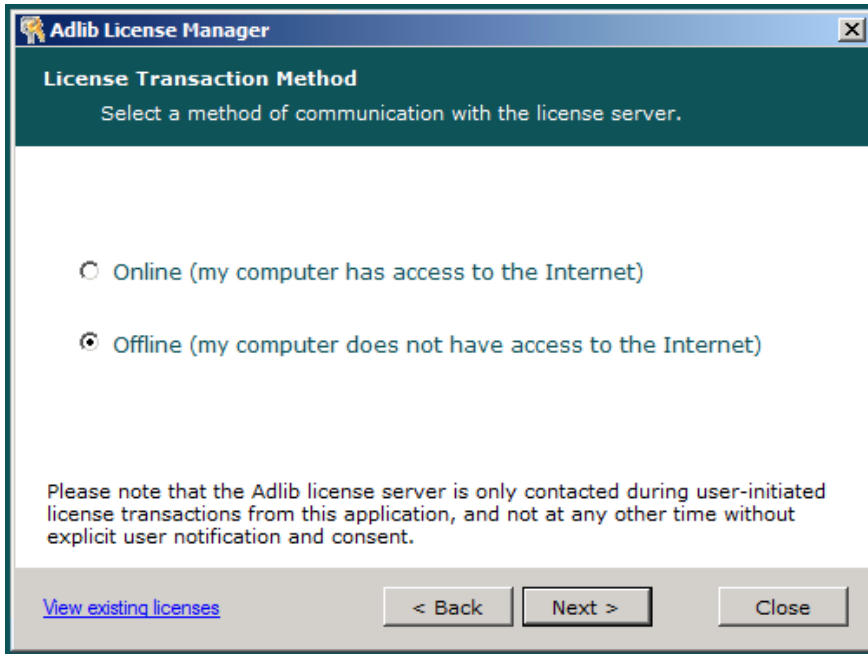 Adlib License Manager
License Transaction Method
Select a method of communication with the license server.
Online (my computer has access to the Internet)
Offline (my computer does not have access to the Internet)
Please note that the Adlib license server is only contacted during user-initiated
license transactions from this application, and not at any other time without
explicit user notification and consent.
View existing licenses
< Back
Next >
Close